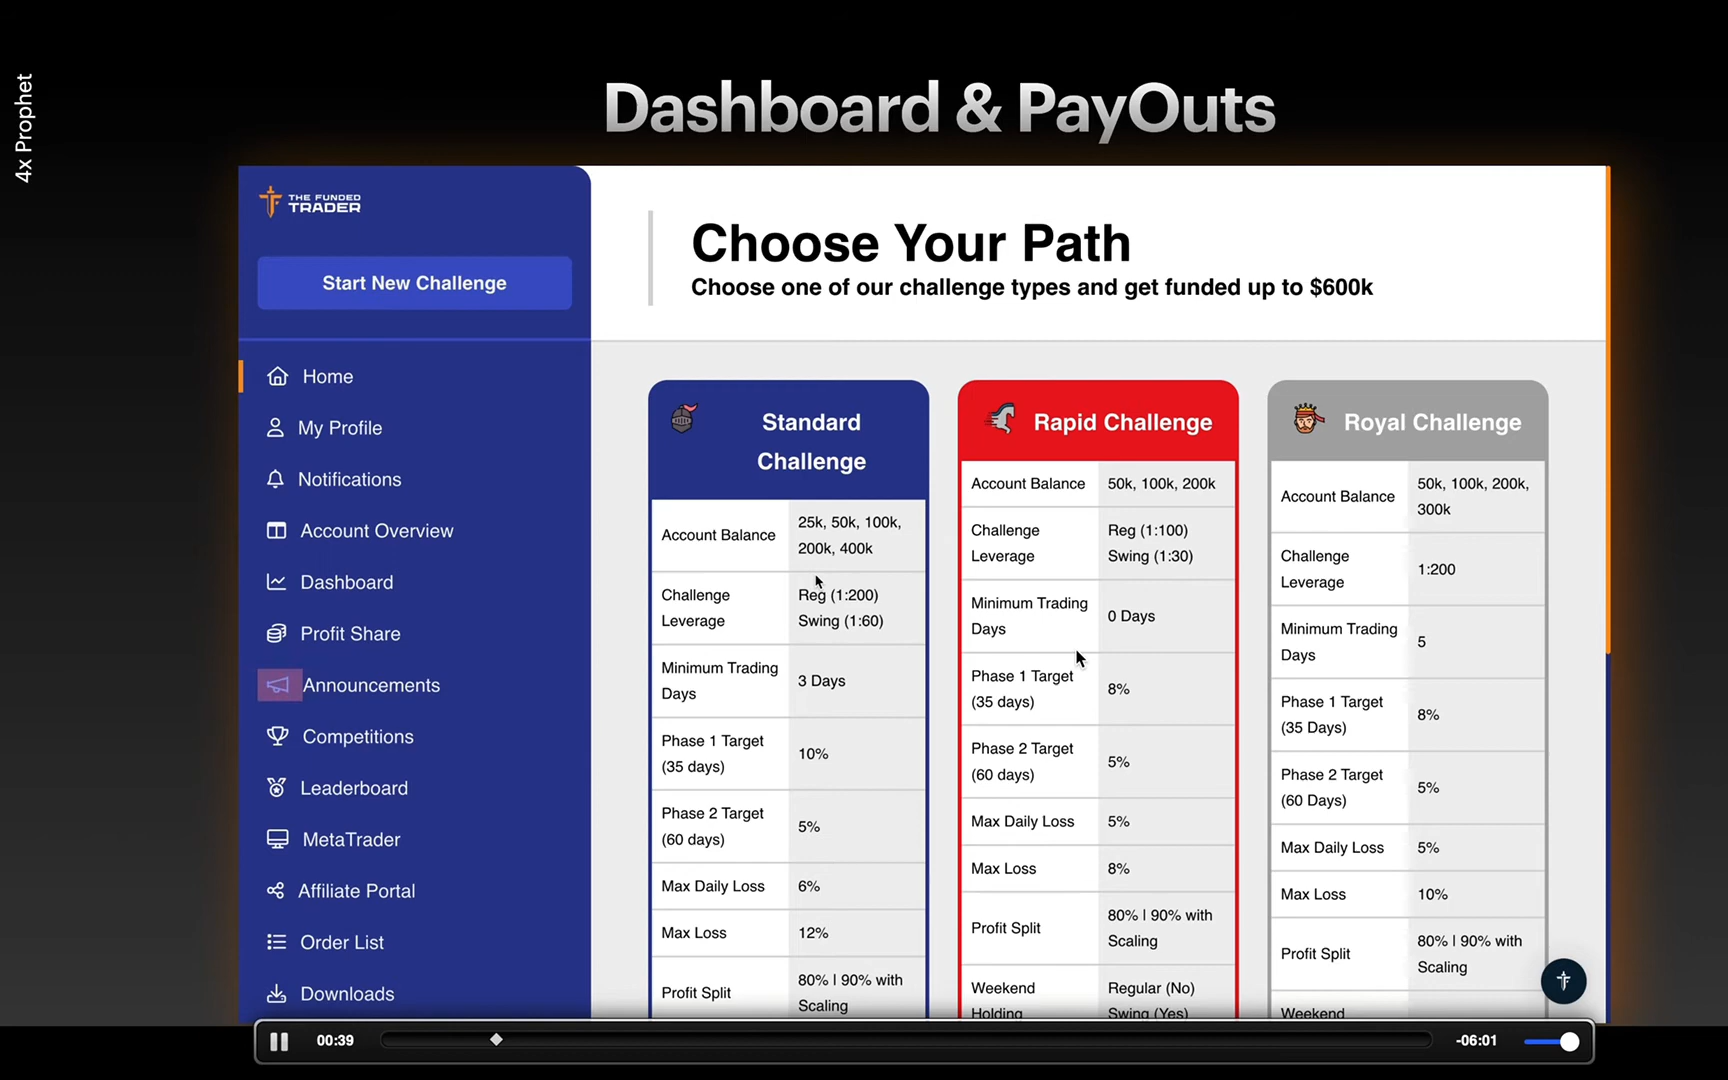 4x Prophet
Dashboard & PayOuts
THE FUNDED
TRADER
Start New Challenge
Home
My Profile
Notifications
Account Overview
Dashboard
Profit Share
Announcements
Competitions
Leaderboard
MetaTrader
Affiliate Portal
Order List
Downloads
Choose Your Path
Choose one of our challenge types and get funded up to $600k
Standard
Challenge
Account Balance
25k, 50k, 100k,
200k, 400k
Challenge
Leverage
Reg (1:200)
Swing (1:60)
Minimum Trading
Days
3 Days
Phase 1 Target
(35 days)
10%
Phase 2 Target
(60 days)
5%
Max Daily Loss
6%
Max Loss
12%
Profit Split
80% | 90% with
Scaling
Rapid Challenge
Account Balance
50k, 100k, 200k
Challenge
Leverage
Reg (1:100)
Swing (1:30)
Minimum Trading
Days
0 Days
Phase 1 Target
(35 days)
8%
Phase 2 Target
(60 days)
5%
Max Daily Loss
5%
Max Loss
8%
Profit Split
80% | 90% with
Scaling
Weekend
Holding
Regular (No)
Swing (Yes)
Royal Challenge
Account Balance
50k, 100k, 200k,
300k
Challenge
Leverage
1:200
Minimum Trading
Days
5
Phase 1 Target
(35 Days)
8%
Phase 2 Target
(60 Days)
5%
Max Daily Loss
5%
Max Loss
10%
Profit Split
80% | 90% with
Scaling
Weekend
00:39
-06:01